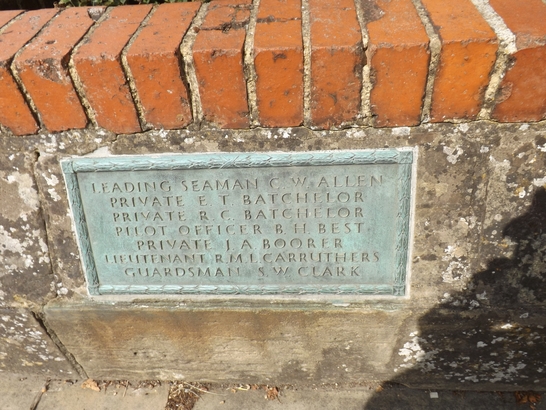 LEADING SEAMAN C. W. ALLEN
PRIVATE E. T. BATCHELOR
PRIVATE R. C. BATCHELOR
PILOT OFFICER B. H. BEST
PRIVATE J. A. BOORER
LIEUTENANT R. M. L. CARRUTHERS
GUARDSMAN S. W. CLARK